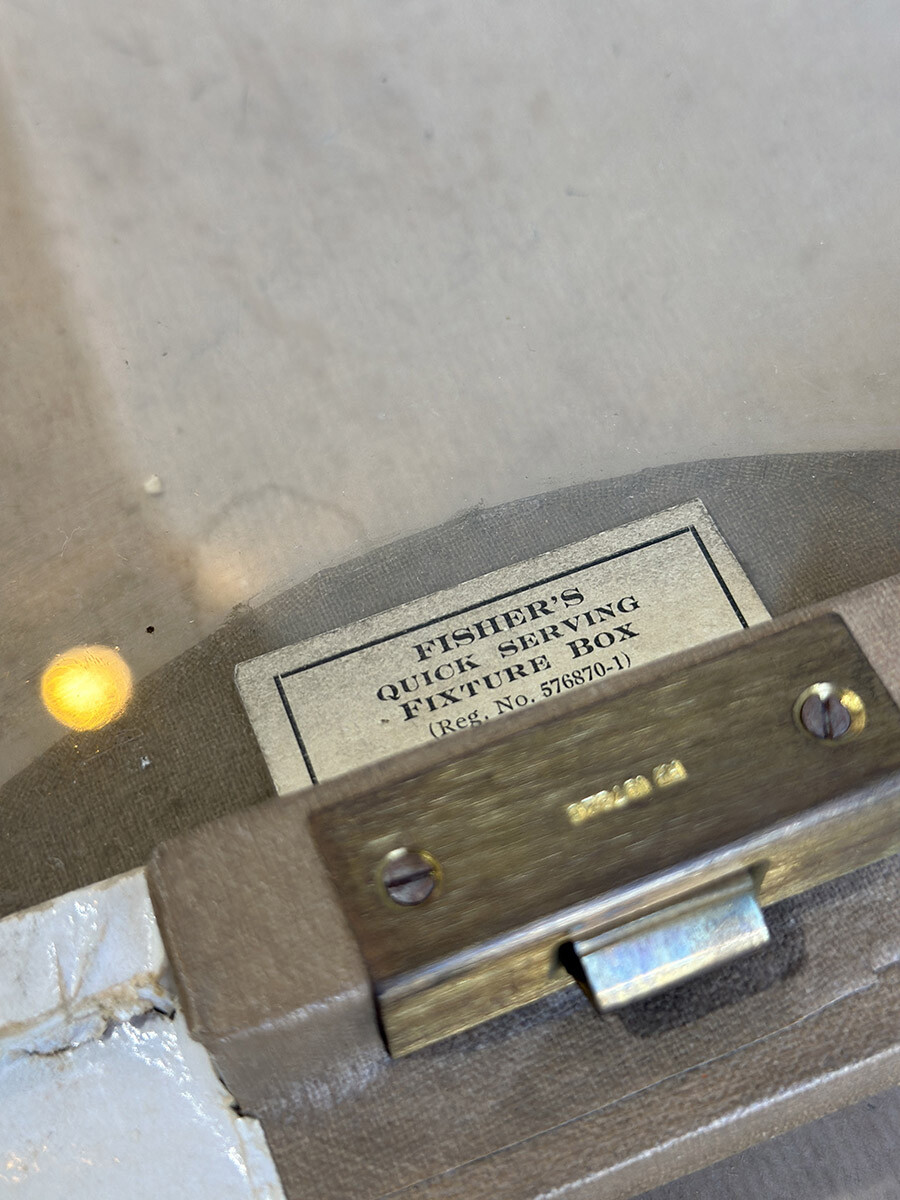 FISHER'S
QUICK SERVING
FIXTURE BOX
(Reg. No. 576870-1)